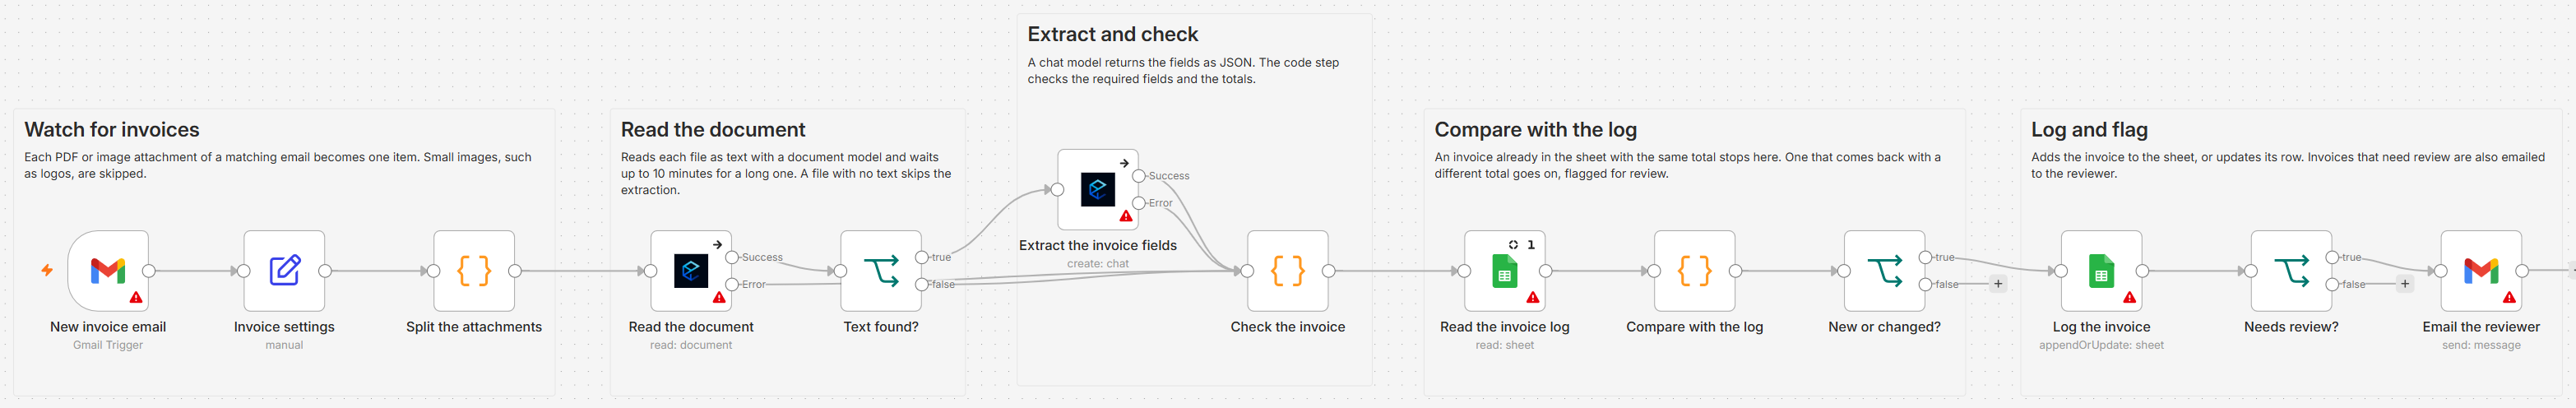 Watch for invoices
Each PDF or image attachment of a matching email becomes one item. Small images, such
as logos, are skipped.
New invoice email
Gmail Trigger
Invoice settings
manual
Split the attachments
Read the document
Reads each file as text with a document model and waits
up to 10 minutes for a long one. A file with no text skips the
extraction.
Success
Error
Read the document
read: document
true
false
Text found?
Extract and check
A chat model returns the fields as JSON. The code step
checks the required fields and the totals.
Success
Error
Extract the invoice fields
create: chat
Check the invoice
Compare with the log
An invoice already in the sheet with the same total stops here. One that comes back with a
different total goes on, flagged for review.
1
Read the invoice log
read: sheet
Compare with the log
true
false
New or changed?
Log and flag
Adds the invoice to the sheet, or updates its row. Invoices that need review are also emailed
to the reviewer.
Log the invoice
appendOrUpdate: sheet
true
false
Needs review?
Email the reviewer
send: message